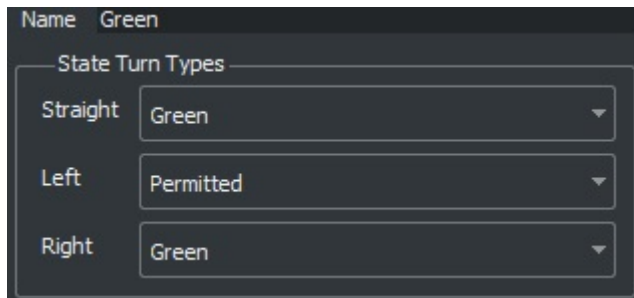 Name Green
State Turn Types
Straight Green
Left Permitted
Right Green